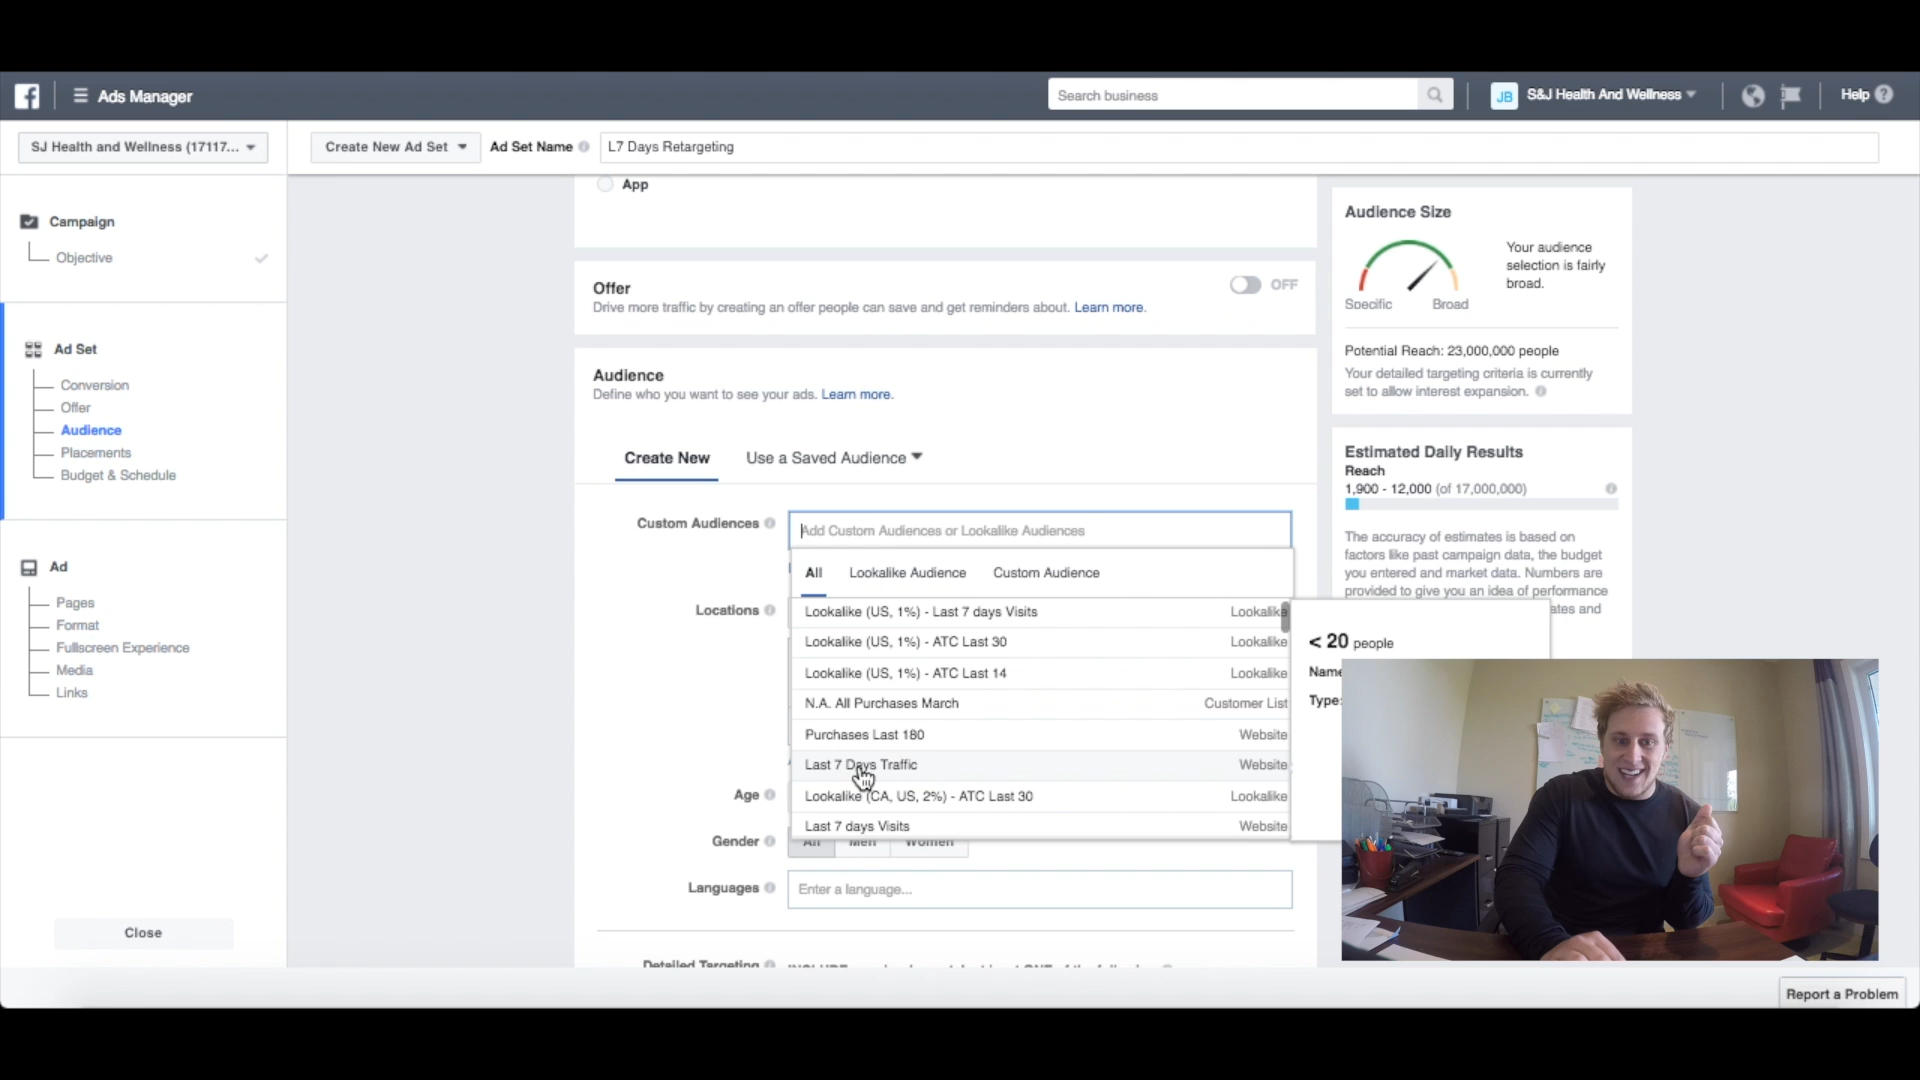 Ads Manager
Search business
JB
S&J Health And Wellness
Help
SJ Health and Wellness (17117...
Create New Ad Set
Ad Set Name
L7 Days Retargeting
Campaign
Objective
Ad Set
Conversion
Offer
Audience
Placements
Budget & Schedule
Ad
Pages
Format
Fullscreen Experience
Media
Links
Close
App
Offer
Drive more traffic by creating an offer people can save and get reminders about. Learn more.
OFF
Audience
Define who you want to see your ads. Learn more.
Create New
Use a Saved Audience
Custom Audiences
Add Custom Audiences or Lookalike Audiences
All
Lookalike Audience
Custom Audience
Lookalike (US, 1%) - Last 7 days Visits
Lookalike
Lookalike (US, 1%) - ATC Last 30
Lookalike
Lookalike (US, 1%) - ATC Last 14
Lookalike
N.A. All Purchases March
Customer List
Purchases Last 180
Website
Last 7 Days Traffic
Website
Lookalike (CA, US, 2%) - ATC Last 30
Lookalike
Last 7 days Visits
Website
Locations
Age
Gender
All
Men
Women
Languages
Enter a language...
Detailed Targeting
Audience Size
Your audience
selection is fairly
broad.
Specific
Broad
Potential Reach: 23,000,000 people
Your detailed targeting criteria is currently
set to allow interest expansion.
Estimated Daily Results
Reach
1,900 - 12,000 (of 17,000,000)
The accuracy of estimates is based on
factors like past campaign data, the budget
you entered and market data. Numbers are
provided to give you an idea of performance
ates and
< 20 people
Name
Type:
Report a Problem